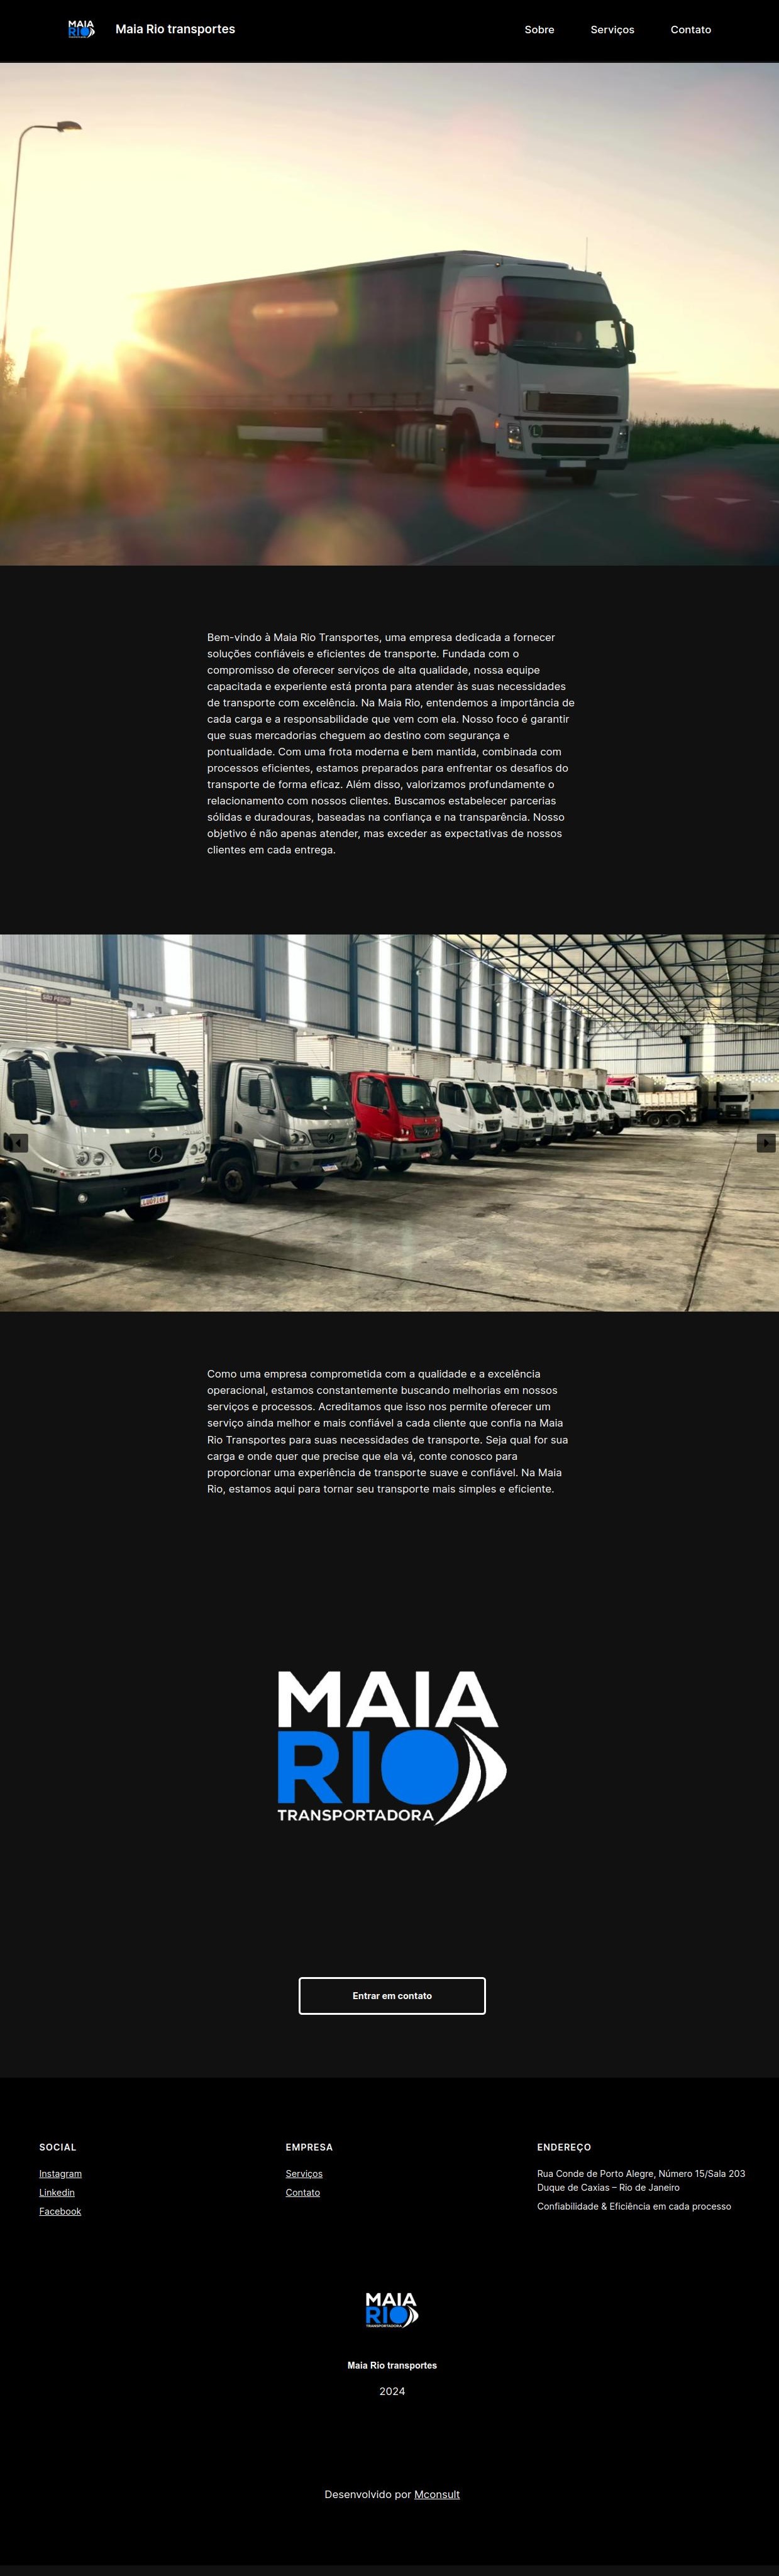 MAIA
RIO
Maia Rio transportes
Sobre
Serviços
Contato
Bem-vindo à Maia Rio Transportes, uma empresa dedicada a fornecer
soluções confiáveis e eficientes de transporte. Fundada com o
compromisso de oferecer serviços de alta qualidade, nossa equipe
capacitada e experiente está pronta para atender às suas necessidades
de transporte com excelência. Na Maia Rio, entendemos a importância de
cada carga e a responsabilidade que vem com ela. Nosso foco é garantir
que suas mercadorias cheguem ao destino com segurança e
pontualidade. Com uma frota moderna e bem mantida, combinada com
processos eficientes, estamos preparados para enfrentar os desafios do
transporte de forma eficaz. Além disso, valorizamos profundamente o
relacionamento com nossos clientes. Buscamos estabelecer parcerias
sólidas e duradouras, baseadas na confiança e na transparência. Nosso
objetivo é não apenas atender, mas exceder as expectativas de nossos
clientes em cada entrega.
SÃO PEDRO
Como uma empresa comprometida com a qualidade e a excelência
operacional, estamos constantemente buscando melhorias em nossos
serviços e processos. Acreditamos que isso nos permite oferecer um
serviço ainda melhor e mais confiável a cada cliente que confia na Maia
Rio Transportes para suas necessidades de transporte. Seja qual for sua
carga e onde quer que precise que ela vá, conte conosco para
proporcionar uma experiência de transporte suave e confiável. Na Maia
Rio, estamos aqui para tornar seu transporte mais simples e eficiente.
MAIA
RIO
TRANSPORTADORA
Entrar em contato
SOCIAL
Instagram
Linkedin
Facebook
EMPRESA
Serviços
Contato
ENDEREÇO
Rua Conde de Porto Alegre, Número 15/Sala 203
Duque de Caxias – Rio de Janeiro
Confiabilidade & Eficiência em cada processo
MAIA
RIO
TRANSPORTADORA
Maia Rio transportes
2024
Desenvolvido por Mconsult